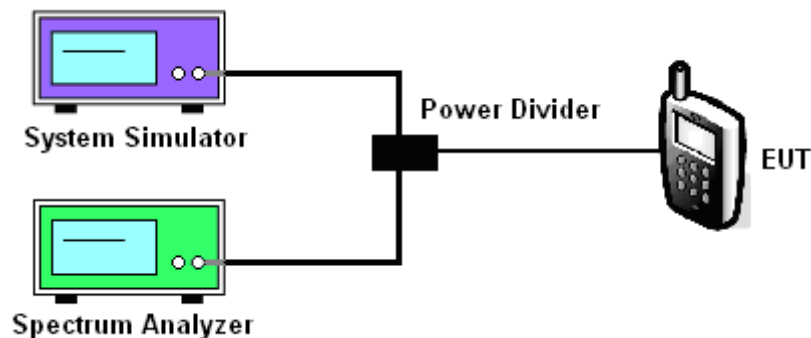 System Simulator
Power Divider
EUT
Spectrum Analyzer